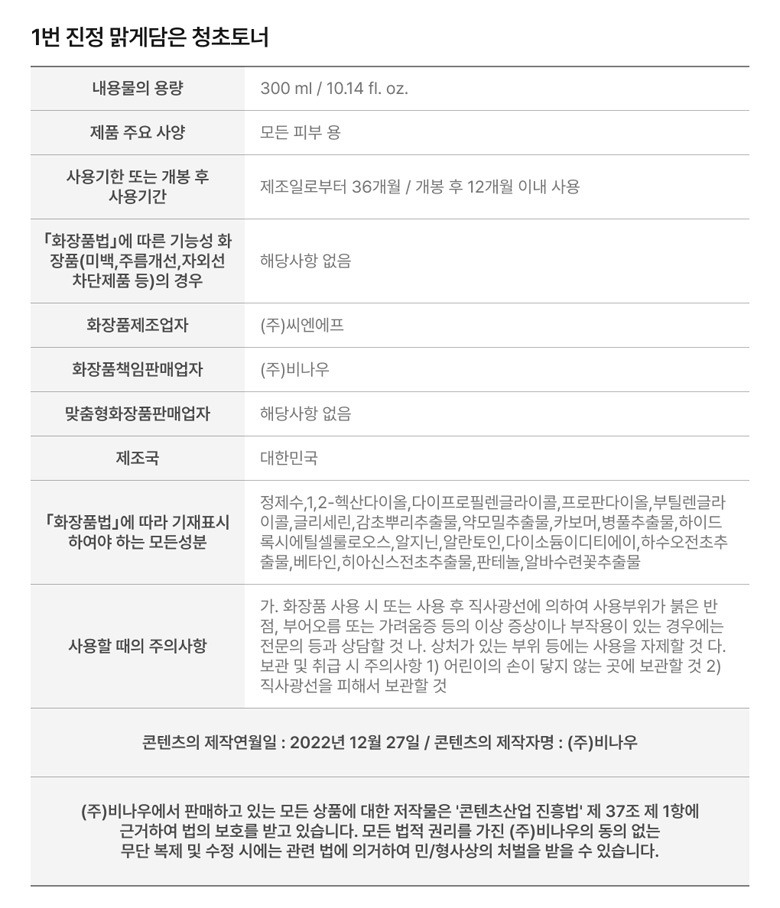 1번 진정 맑게담은 청초토너
내용물의 용량
300 ml / 10.14 fl. oz.
제품 주요 사양
모든 피부 용
사용기한 또는 개봉 후
사용기간
제조일로부터 36개월 / 개봉 후 12개월 이내 사용
「화장품법」에 따른 기능성 화
장품(미백,주름개선,자외선
차단제품 등)의 경우
해당사항 없음
화장품제조업자
(주)씨엔에프
화장품책임판매업자
(주)비나우
맞춤형화장품판매업자
해당사항 없음
제조국
대한민국
「화장품법」에 따라 기재표시
하여야 하는 모든성분
정제수,1,2-헥산다이올,다이프로필렌글라이콜,프로판다이올,부틸렌글라
이콜,글리세린,감초뿌리추출물,약모밀추출물,카보머,병풀추출물,하이드
록시에틸셀룰로오스,알지닌,알란토인,다이소듐이디티에이,하수오전초추
출물,베타인,히아신스전초추출물,판테놀,알바수련꽃추출물
사용할 때의 주의사항
가. 화장품 사용 시 또는 사용 후 직사광선에 의하여 사용부위가 붉은 반
점, 부어오름 또는 가려움증 등의 이상 증상이나 부작용이 있는 경우에는
전문의 등과 상담할 것 나. 상처가 있는 부위 등에는 사용을 자제할 것 다.
보관 및 취급 시 주의사항 1) 어린이의 손이 닿지 않는 곳에 보관할 것 2)
직사광선을 피해서 보관할 것
콘텐츠의 제작연월일 : 2022년 12월 27일 / 콘텐츠의 제작자명 : (주)비나우
(주)비나우에서 판매하고 있는 모든 상품에 대한 저작물은 '콘텐츠산업 진흥법' 제 37조 제 1항에
근거하여 법의 보호를 받고 있습니다. 모든 법적 권리를 가진 (주)비나우의 동의 없는
무단 복제 및 수정 시에는 관련 법에 의거하여 민/형사상의 처벌을 받을 수 있습니다.